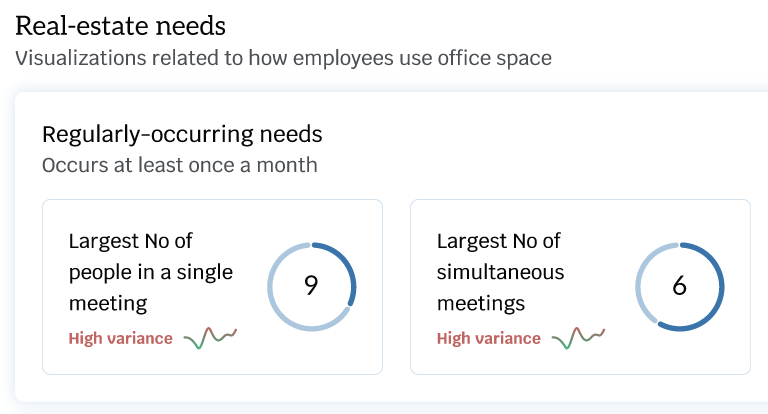 Real-estate needs
Visualizations related to how employees use office space
Regularly-occurring needs
Occurs at least once a month
Largest No of
people in a single
meeting
High variance
9
Largest No of
simultaneous
meetings
High variance
6